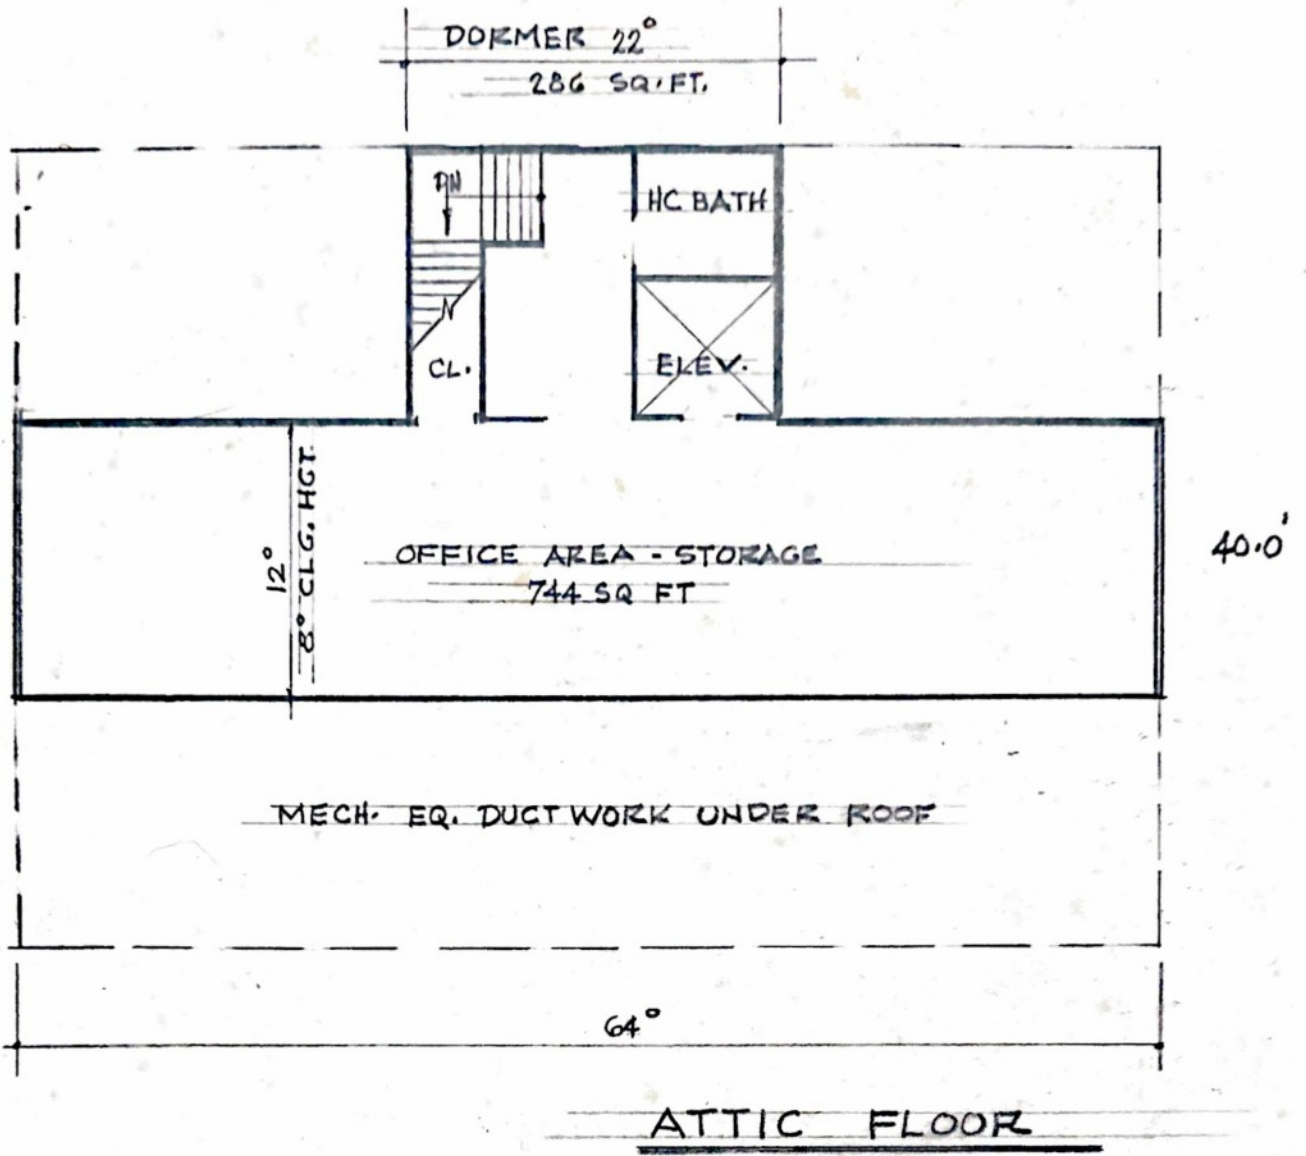 DORMER 22°
286 SQ. FT.
DN
HC BATH
CL.
ELEV.
12°
8° CLG. HGT.
OFFICE AREA - STORAGE
744 SQ FT
40.0'
MECH. EQ. DUCTWORK UNDER ROOF
64°
ATTIC FLOOR